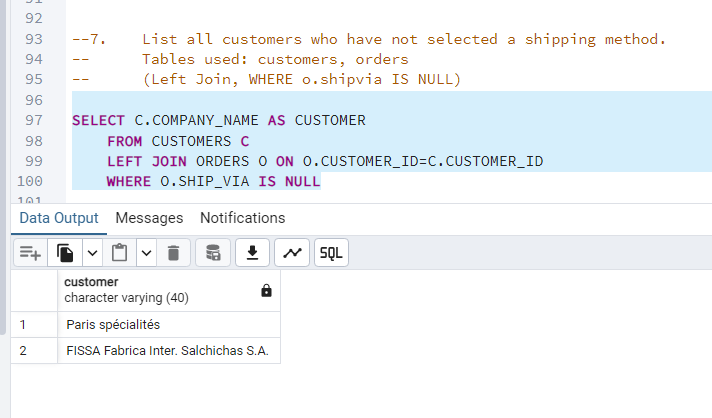 91
92
93 --7. List all customers who have not selected a shipping method.
94 -- Tables used: customers, orders
95 -- (Left Join, WHERE o.shipvia IS NULL)
96
97 SELECT C.COMPANY_NAME AS CUSTOMER
98 FROM CUSTOMERS C
99 LEFT JOIN ORDERS O ON O.CUSTOMER_ID=C.CUSTOMER_ID
100 WHERE O.SHIP_VIA IS NULL
101
Data Output Messages Notifications
SQL
customer
character varying (40)
1 Paris spécialités
2 FISSA Fabrica Inter. Salchichas S.A.